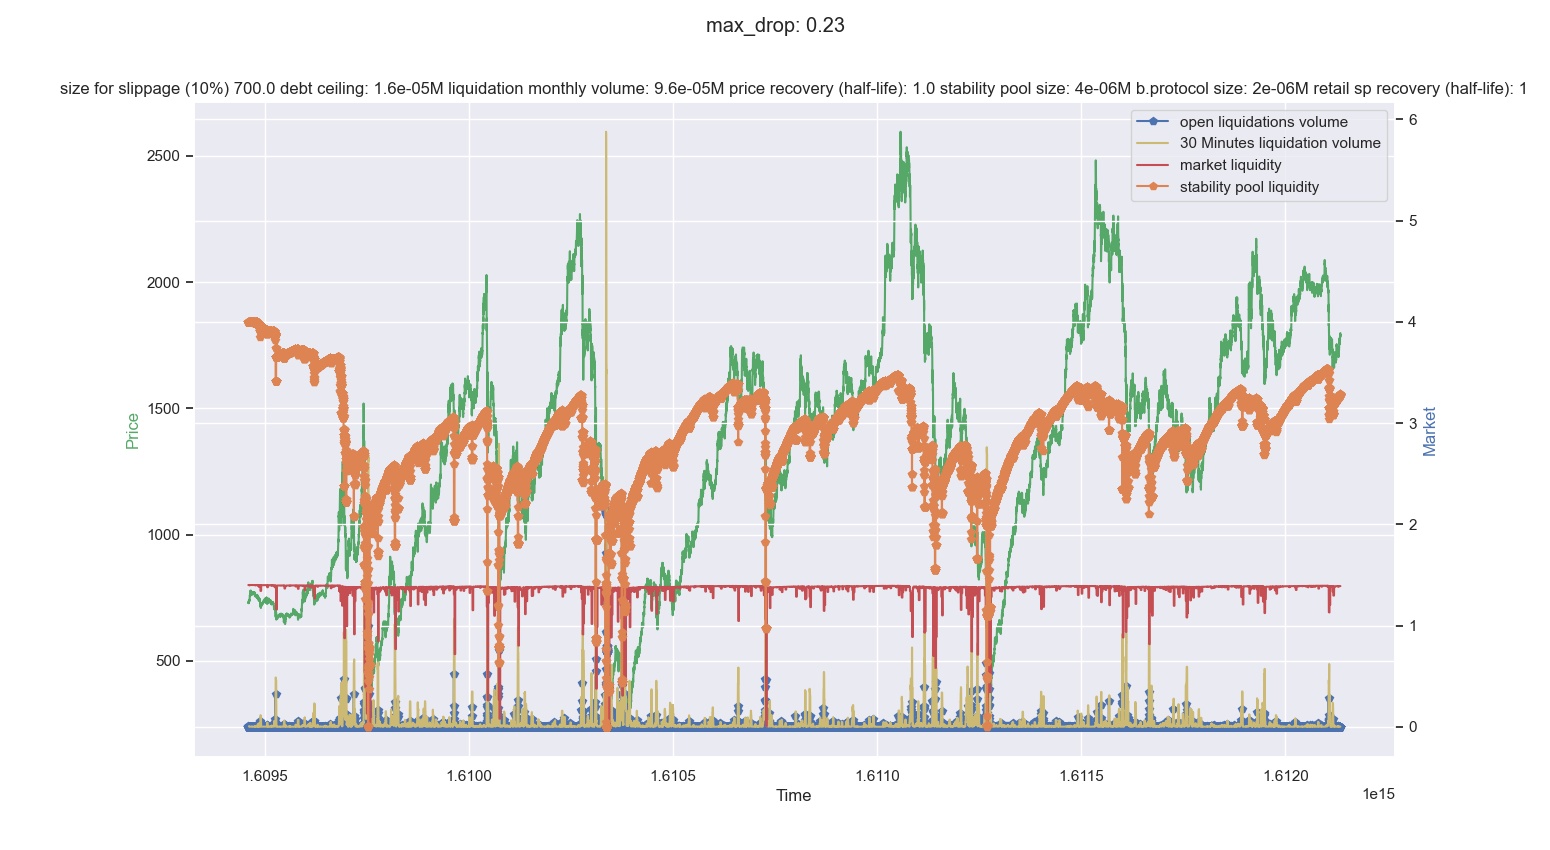 max_drop: 0.23
size for slippage (10%) 700.0 debt ceiling: 1.6e-05M liquidation monthly volume: 9.6e-05M price recovery (half-life): 1.0 stability pool size: 4e-06M b.protocol size: 2e-06M retail sp recovery (half-life): 1
open liquidations volume
30 Minutes liquidation volume
market liquidity
stability pool liquidity
2500
2000
1500
1000
500
Price
6
5
4
3
2
1
0
Market
1.6095
1.6100
1.6105
1.6110
1.6115
1.6120
1e15
Time